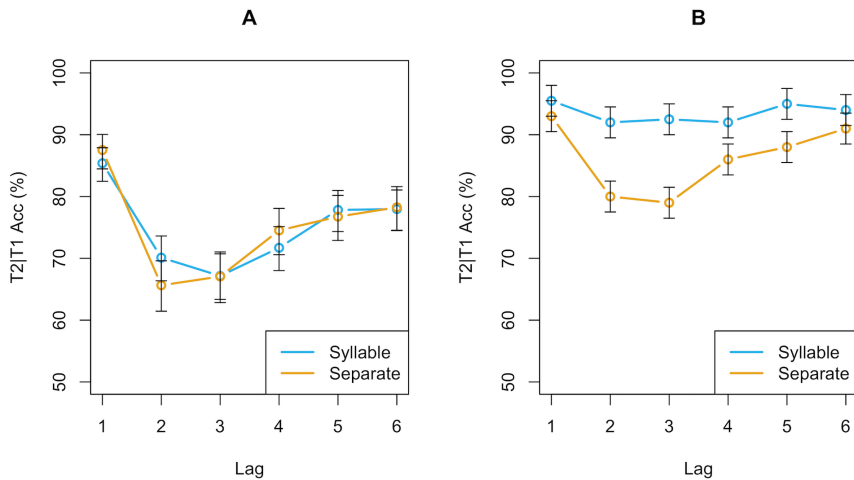 A
T2|T1 Acc (%)
100
90
80
70
60
50
Syllable
Separate
1 2 3 4 5 6
Lag
B
T2|T1 Acc (%)
100
90
80
70
60
50
Syllable
Separate
1 2 3 4 5 6
Lag